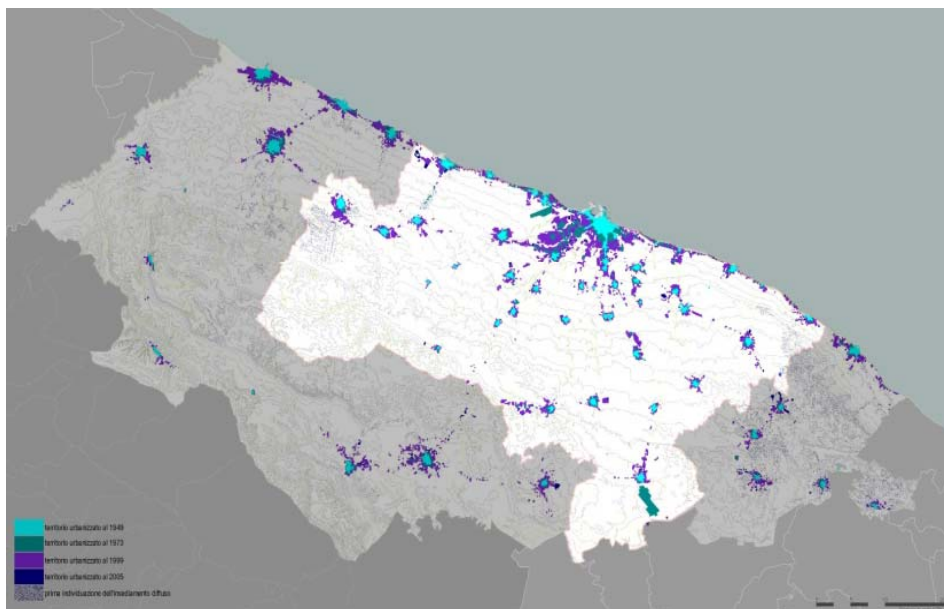 territorio urbanizzato al 1949
territorio urbanizzato al 1973
territorio urbanizzato al 1999
territorio urbanizzato al 2005
prima individuazione dell'insediamento diffuso